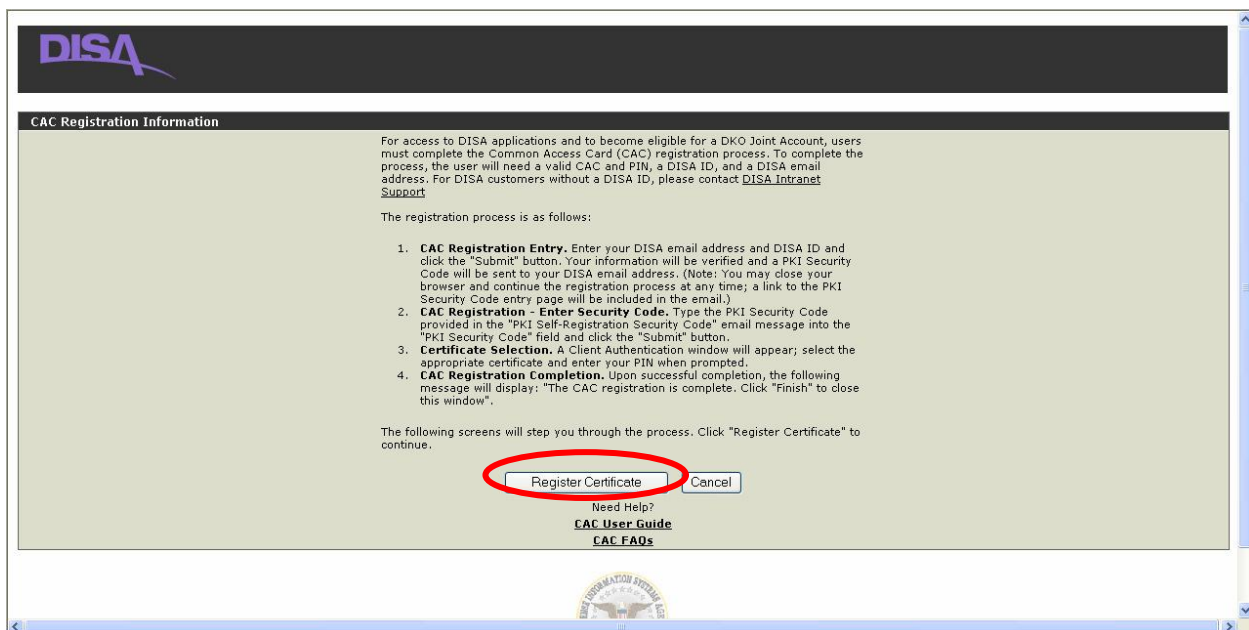 DISA
CAC Registration Information
For access to DISA applications and to become eligible for a DKO Joint Account, users
must complete the Common Access Card (CAC) registration process. To complete the
process, the user will need a valid CAC and PIN, a DISA ID, and a DISA email
address. For DISA customers without a DISA ID, please contact DISA Intranet
Support
The registration process is as follows:
1. CAC Registration Entry. Enter your DISA email address and DISA ID and
click the "Submit" button. Your information will be verified and a PKI Security
Code will be sent to your DISA email address. (Note: You may close your
browser and continue the registration process at any time; a link to the PKI
Security Code entry page will be included in the email.)
2. CAC Registration - Enter Security Code. Type the PKI Security Code
provided in the "PKI Self-Registration Security Code" email message into the
"PKI Security Code" field and click the "Submit" button.
3. Certificate Selection. A Client Authentication window will appear; select the
appropriate certificate and enter your PIN when prompted.
4. CAC Registration Completion. Upon successful completion, the following
message will display: "The CAC registration is complete. Click "Finish" to close
this window".
The following screens will step you through the process. Click "Register Certificate" to
continue.
Register Certificate Cancel
Need Help?
CAC User Guide
CAC FAQs
INFORMATION SYSTEMS